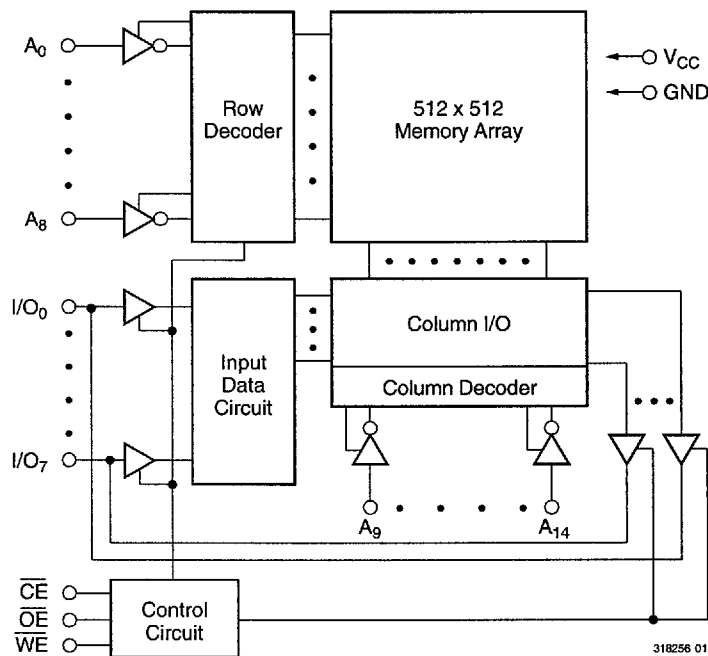 A0
A8
Row
Decoder
512 x 512
Memory Array
VCC
GND
I/O0
I/O7
Input
Data
Circuit
Column I/O
Column Decoder
A9
A14
CE
OE
WE
Control
Circuit
318256 01